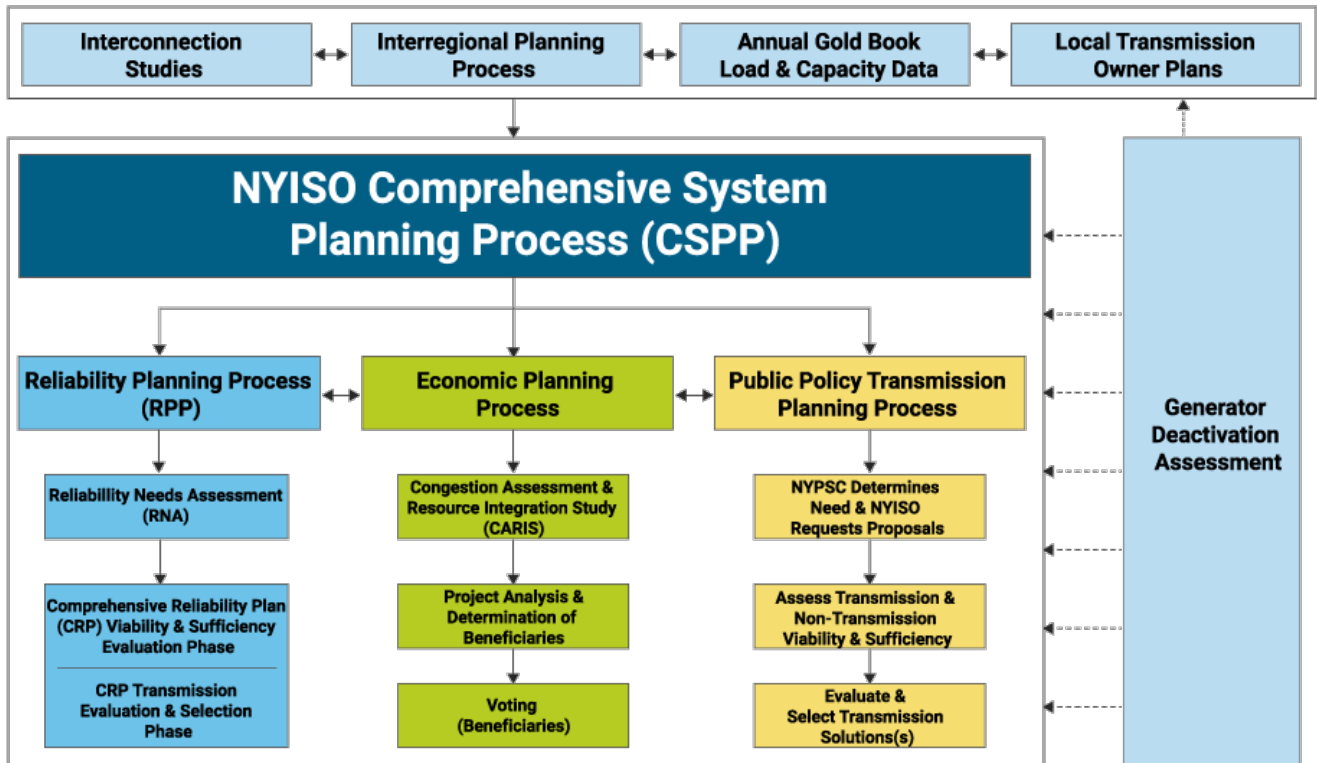 Interconnection
Studies
Interregional Planning
Process
Annual Gold Book
Load & Capacity Data
Local Transmission
Owner Plans
NYISO Comprehensive System
Planning Process (CSPP)
Reliability Planning Process
(RPP)
Economic Planning
Process
Public Policy Transmission
Planning Process
Generator
Deactivation
Assessment
Reliabillity Needs Assessment
(RNA)
Congestion Assessment &
Resource Integration Study
(CARIS)
NYPSC Determines
Need & NYISO
Requests Proposals
Comprehensive Reliability Plan
(CRP) Viability & Sufficiency
Evaluation Phase
Project Analysis &
Determination of
Beneficiaries
Assess Transmission &
Non-Transmission
Viability & Sufficiency
CRP Transmission
Evaluation & Selection
Phase
Voting
(Beneficiaries)
Evaluate &
Select Transmission
Solutions(s)